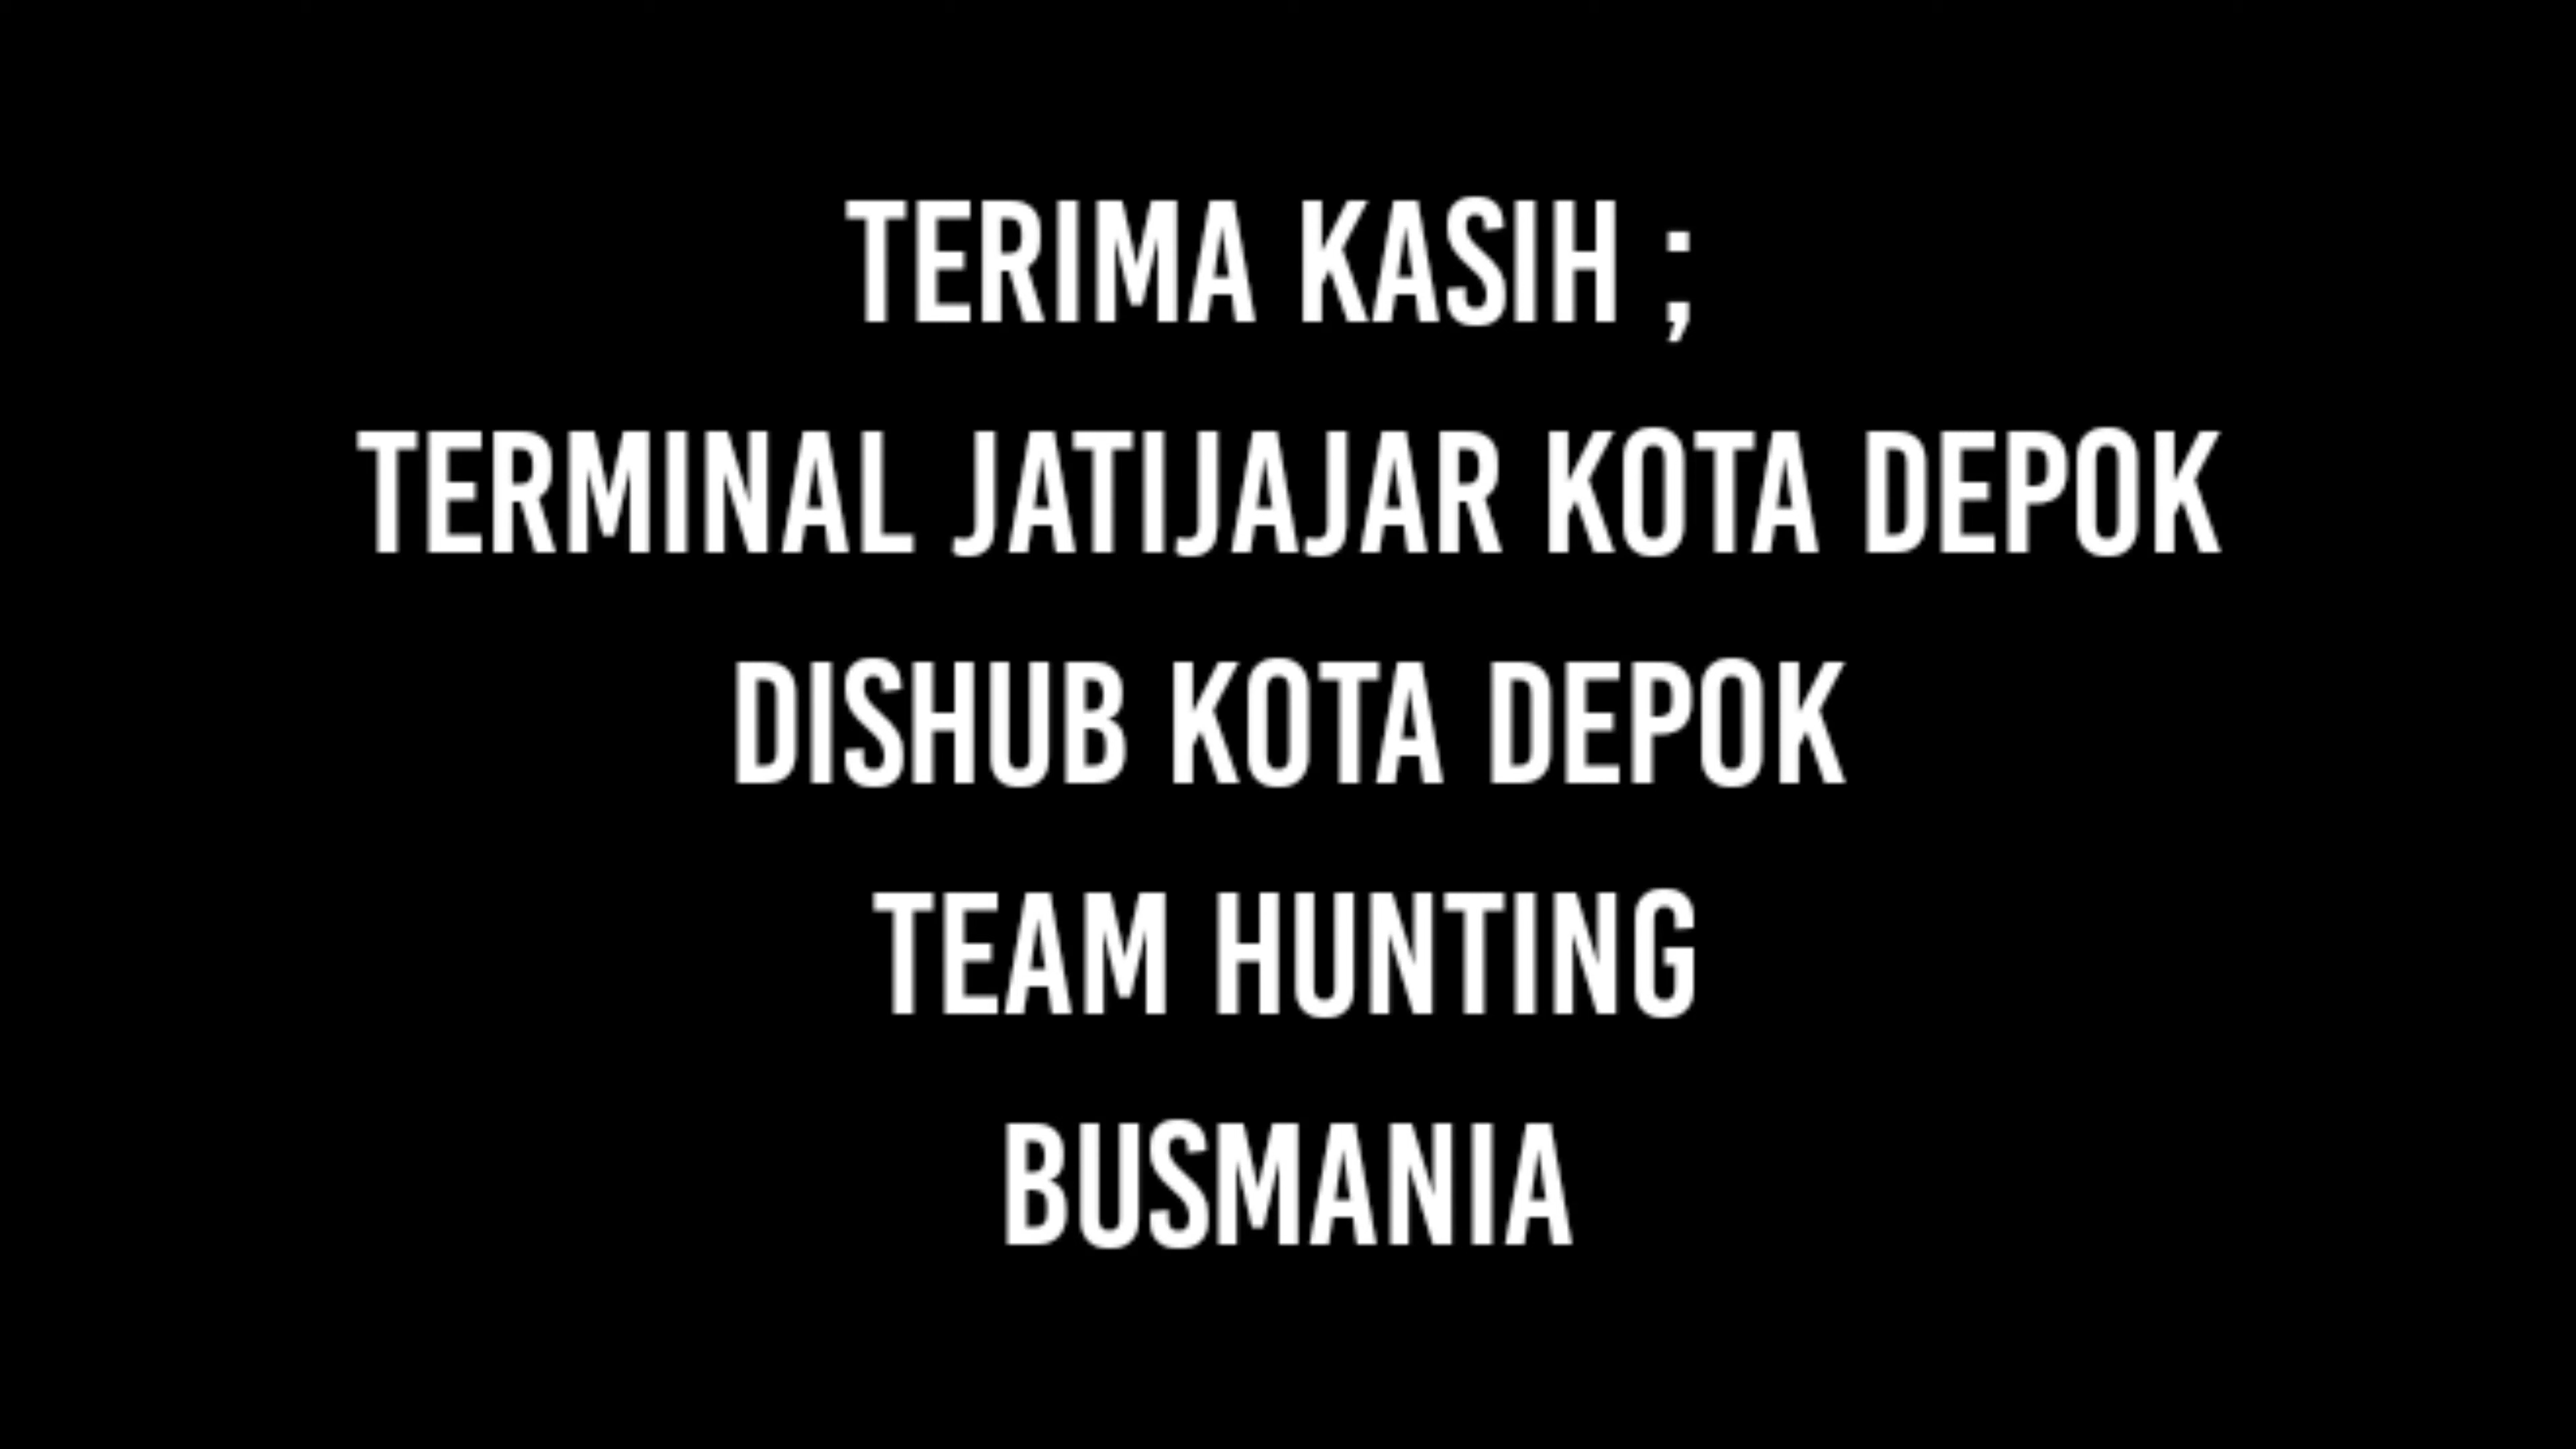 TERIMA KASIH ;
TERMINAL JATIJAJAR KOTA DEPOK
DISHUB KOTA DEPOK
TEAM HUNTING
BUSMANIA